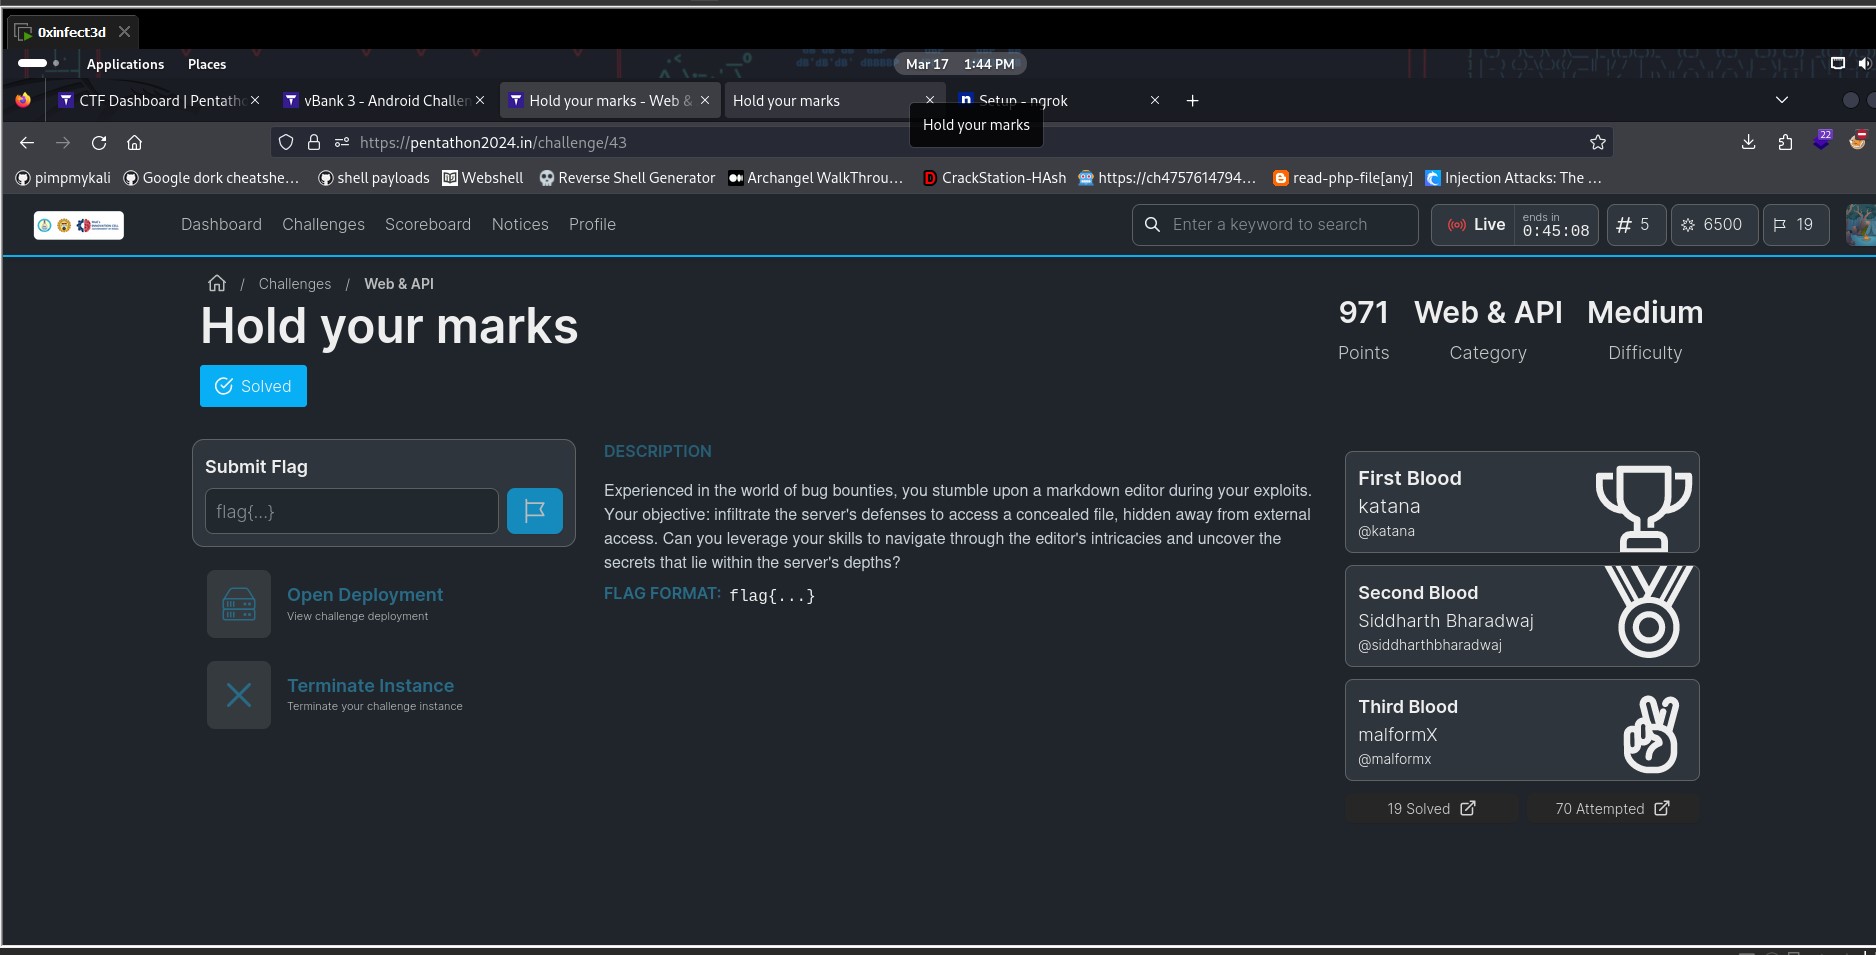 0xinfect3d
Applications Places
Mar 17 1:44 PM
CTF Dashboard | Pentatho
vBank 3 - Android Challen
Hold your marks - Web &
Hold your marks
Setup - ngrok
Hold your marks
https://pentathon2024.in/challenge/43
22
pimpmykali
Google dork cheatshe…
shell payloads
Webshell
Reverse Shell Generator
Archangel WalkThrou…
CrackStation-HAsh
https://ch4757614794…
read-php-file[any]
Injection Attacks: The …
Dashboard Challenges Scoreboard Notices Profile
Enter a keyword to search
Live
ends in
0:45:08
# 5
6500
19
/ Challenges / Web & API
Hold your marks
Solved
971 Web & API Medium
Points Category Difficulty
Submit Flag
flag{...}
Open Deployment
View challenge deployment
Terminate Instance
Terminate your challenge instance
DESCRIPTION
Experienced in the world of bug bounties, you stumble upon a markdown editor during your exploits.
Your objective: infiltrate the server's defenses to access a concealed file, hidden away from external
access. Can you leverage your skills to navigate through the editor's intricacies and uncover the
secrets that lie within the server's depths?
FLAG FORMAT: flag{...}
First Blood
katana
@katana
Second Blood
Siddharth Bharadwaj
@siddharthbharadwaj
Third Blood
malformX
@malformx
19 Solved
70 Attempted